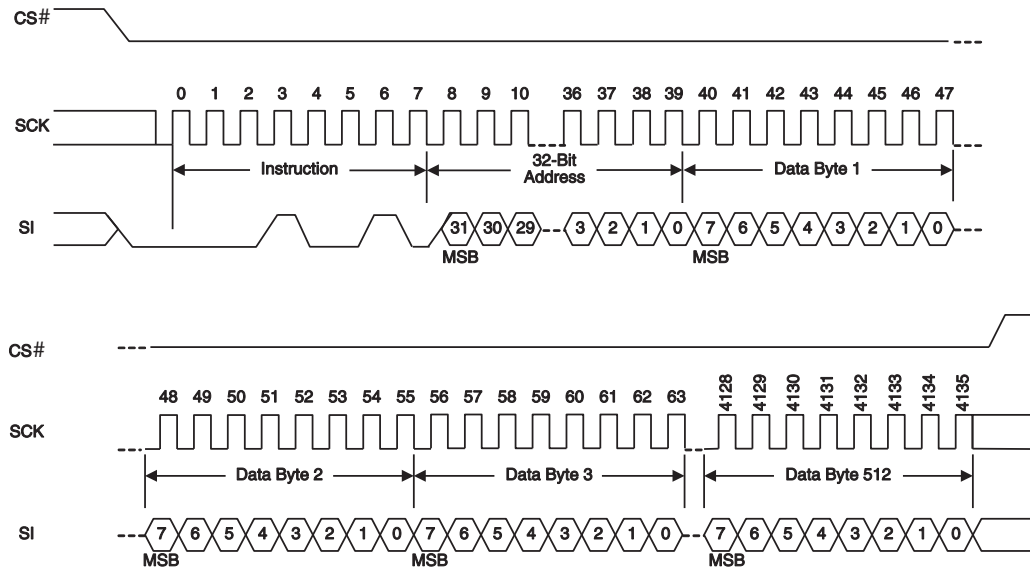 CS#
0 1 2 3 4 5 6 7 8 9 10 36 37 38 39 40 41 42 43 44 45 46 47
SCK
Instruction 32-Bit Address Data Byte 1
SI 31 30 29 3 2 1 0 7 6 5 4 3 2 1 0
MSB MSB
CS#
48 49 50 51 52 53 54 55 56 57 58 59 60 61 62 63 4128 4129 4130 4131 4132 4133 4134 4135
SCK
Data Byte 2 Data Byte 3 Data Byte 512
SI 7 6 5 4 3 2 1 0 7 6 5 4 3 2 1 0 7 6 5 4 3 2 1 0
MSB MSB MSB